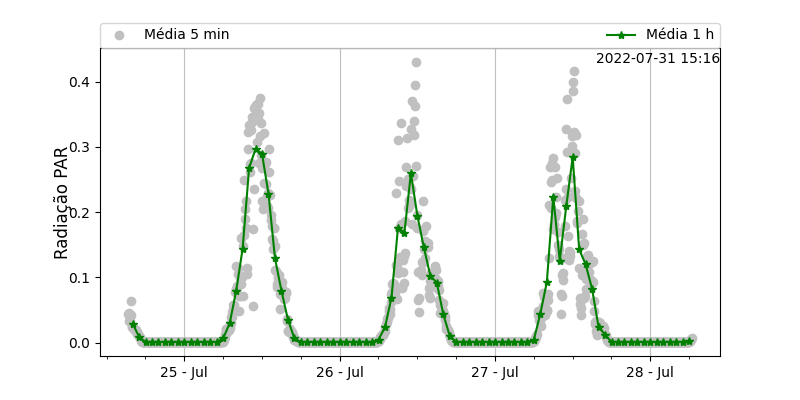 Média 5 min
Média 1 h
2022-07-31 15:16
Radiação PAR
0.4
0.3
0.2
0.1
0.0
25 - Jul
26 - Jul
27 - Jul
28 - Jul